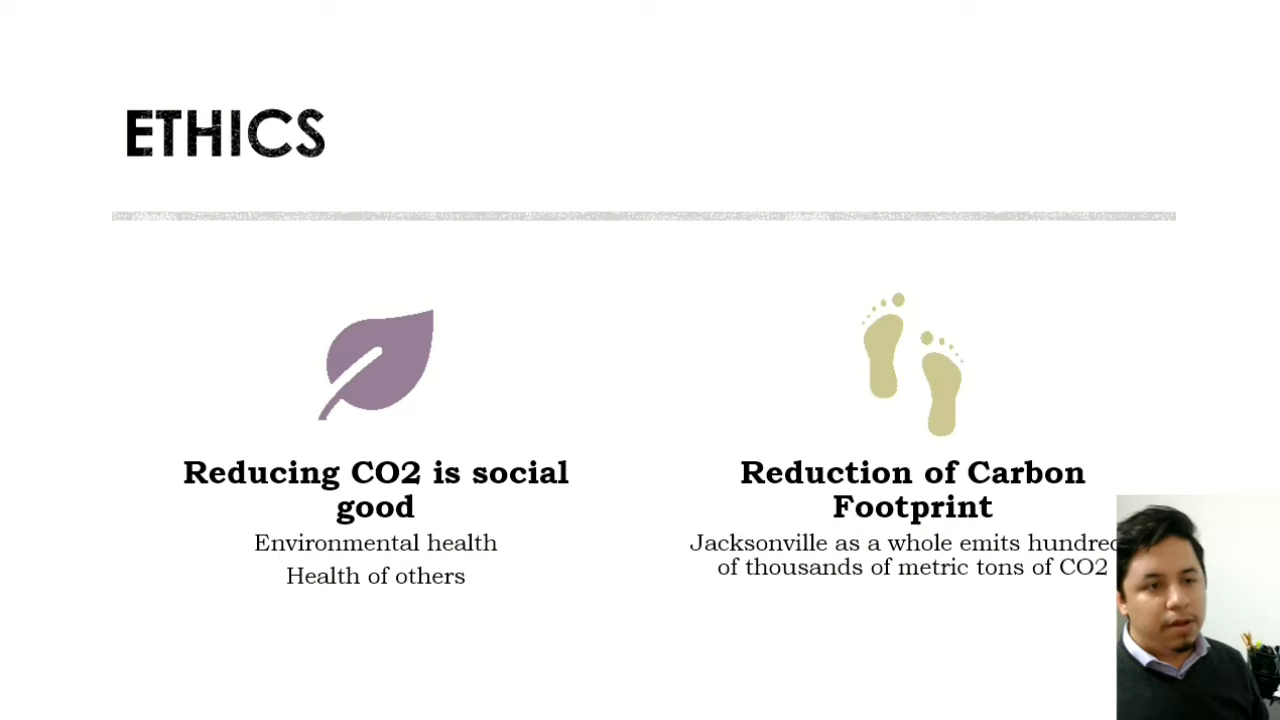 ETHICS
Reducing CO2 is social
good
Environmental health
Health of others
Reduction of Carbon
Footprint
Jacksonville as a whole emits
of thousands of metric tons of CO2